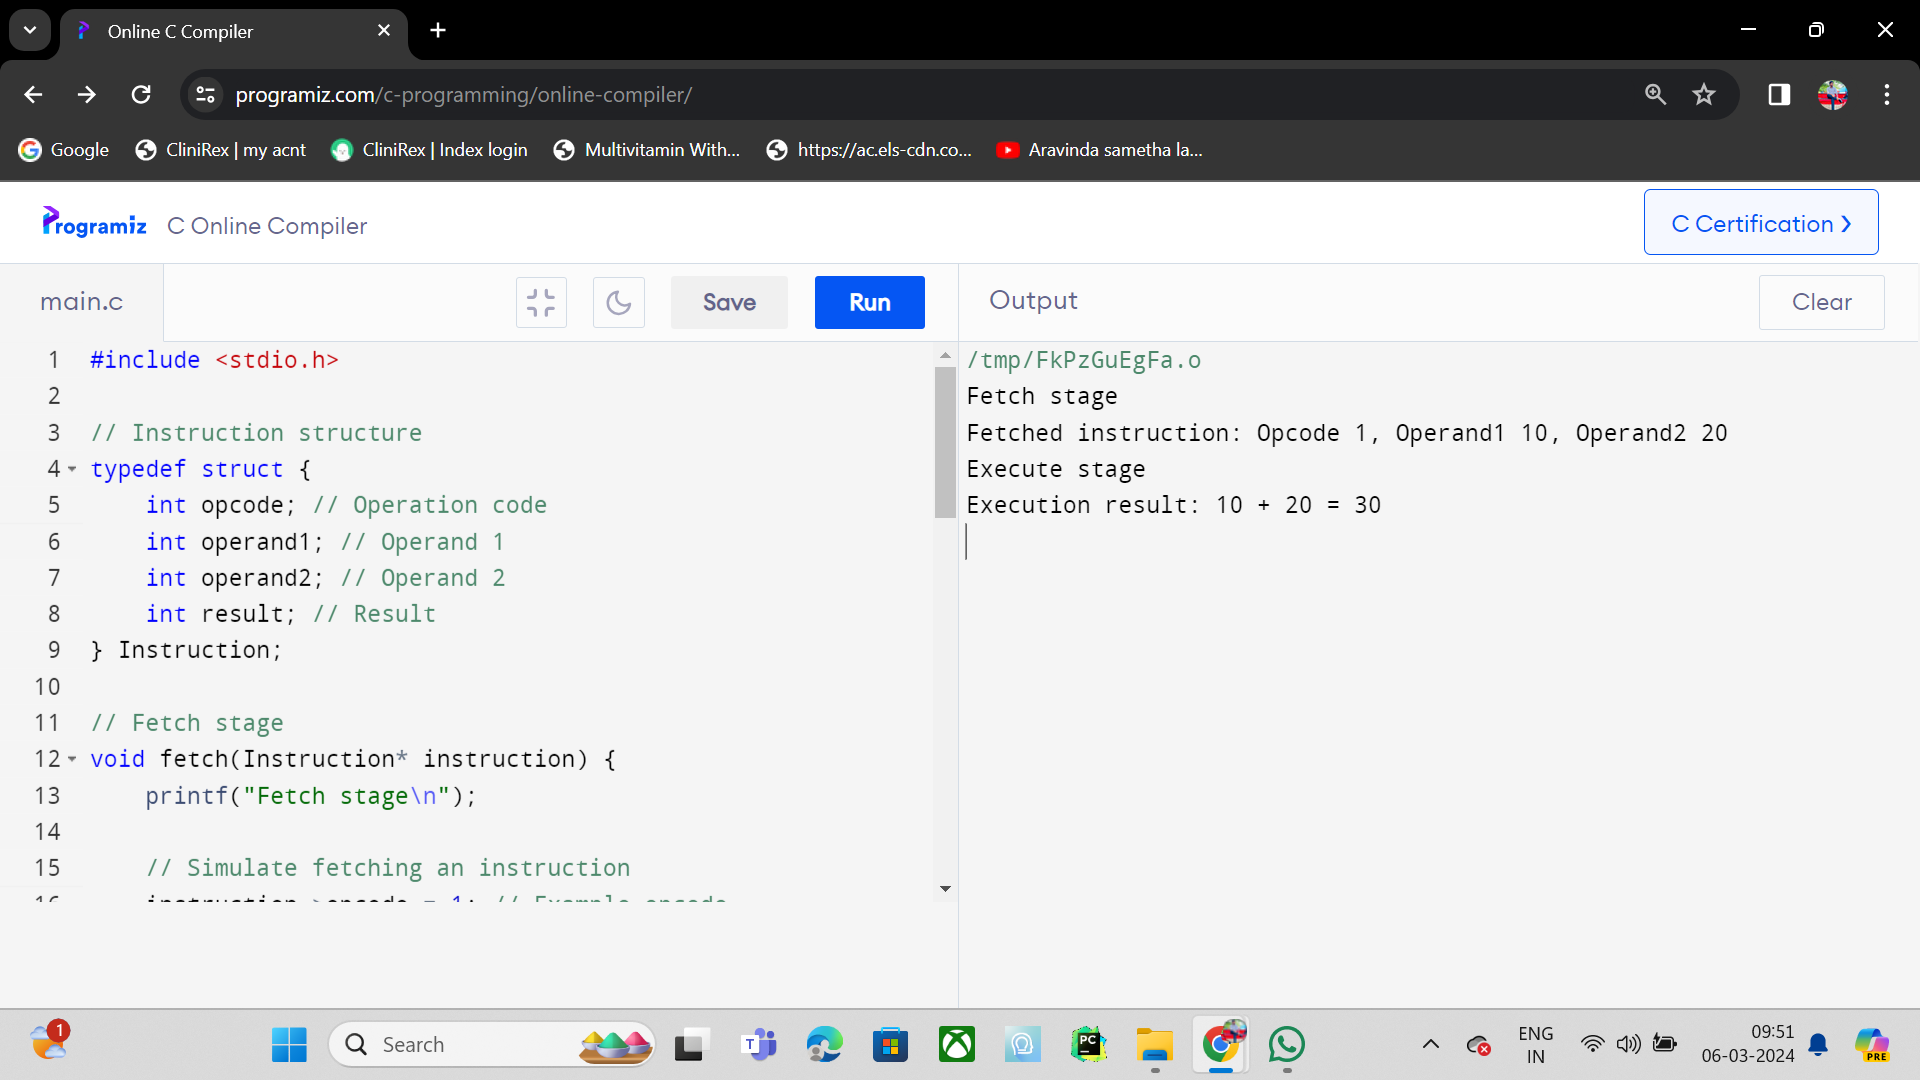 Online C Compiler
programiz.com/c-programming/online-compiler/
Google CliniRex | my acnt CliniRex | Index login Multivitamin With... https://ac.els-cdn.co... Aravinda sametha la...
Programiz C Online Compiler C Certification ›
main.c Save Run Output Clear
1 #include <stdio.h>
2
3 // Instruction structure
4 typedef struct {
5 int opcode; // Operation code
6 int operand1; // Operand 1
7 int operand2; // Operand 2
8 int result; // Result
9 } Instruction;
10
11 // Fetch stage
12 void fetch(Instruction* instruction) {
13 printf("Fetch stage\n");
14
15 // Simulate fetching an instruction
/tmp/FkPzGuEgFa.o
Fetch stage
Fetched instruction: Opcode 1, Operand1 10, Operand2 20
Execute stage
Execution result: 10 + 20 = 30
1 Search T PC ENG 09:51
IN 06-03-2024 PRE